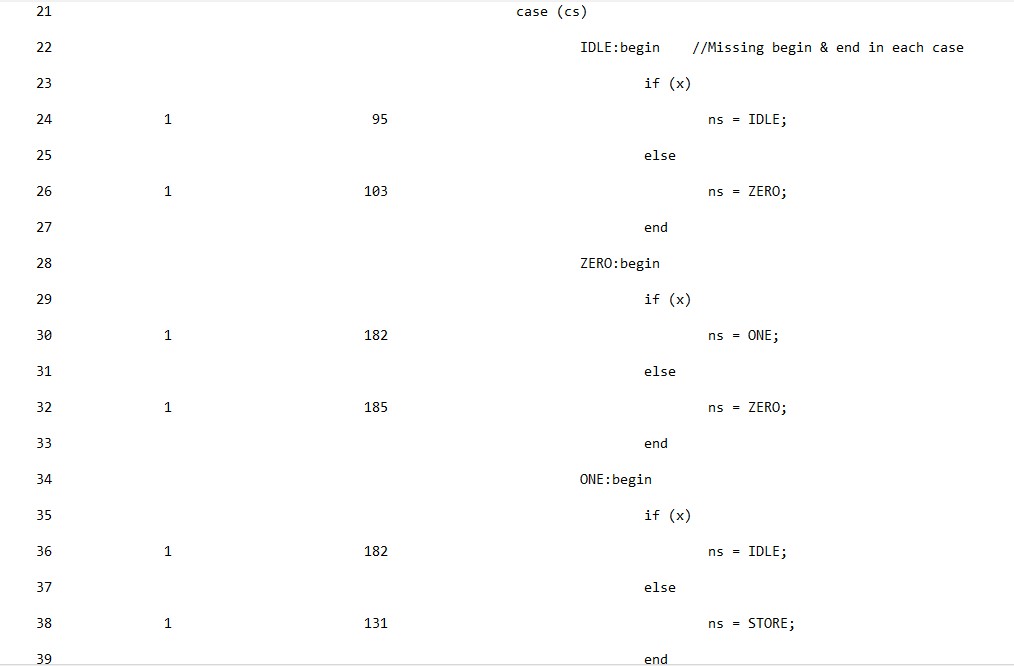 21 case (cs)
22 IDLE:begin //Missing begin & end in each case
23 if (x)
24 1 95 ns = IDLE;
25 else
26 1 103 ns = ZERO;
27 end
28 ZERO:begin
29 if (x)
30 1 182 ns = ONE;
31 else
32 1 185 ns = ZERO;
33 end
34 ONE:begin
35 if (x)
36 1 182 ns = IDLE;
37 else
38 1 131 ns = STORE;
39 end